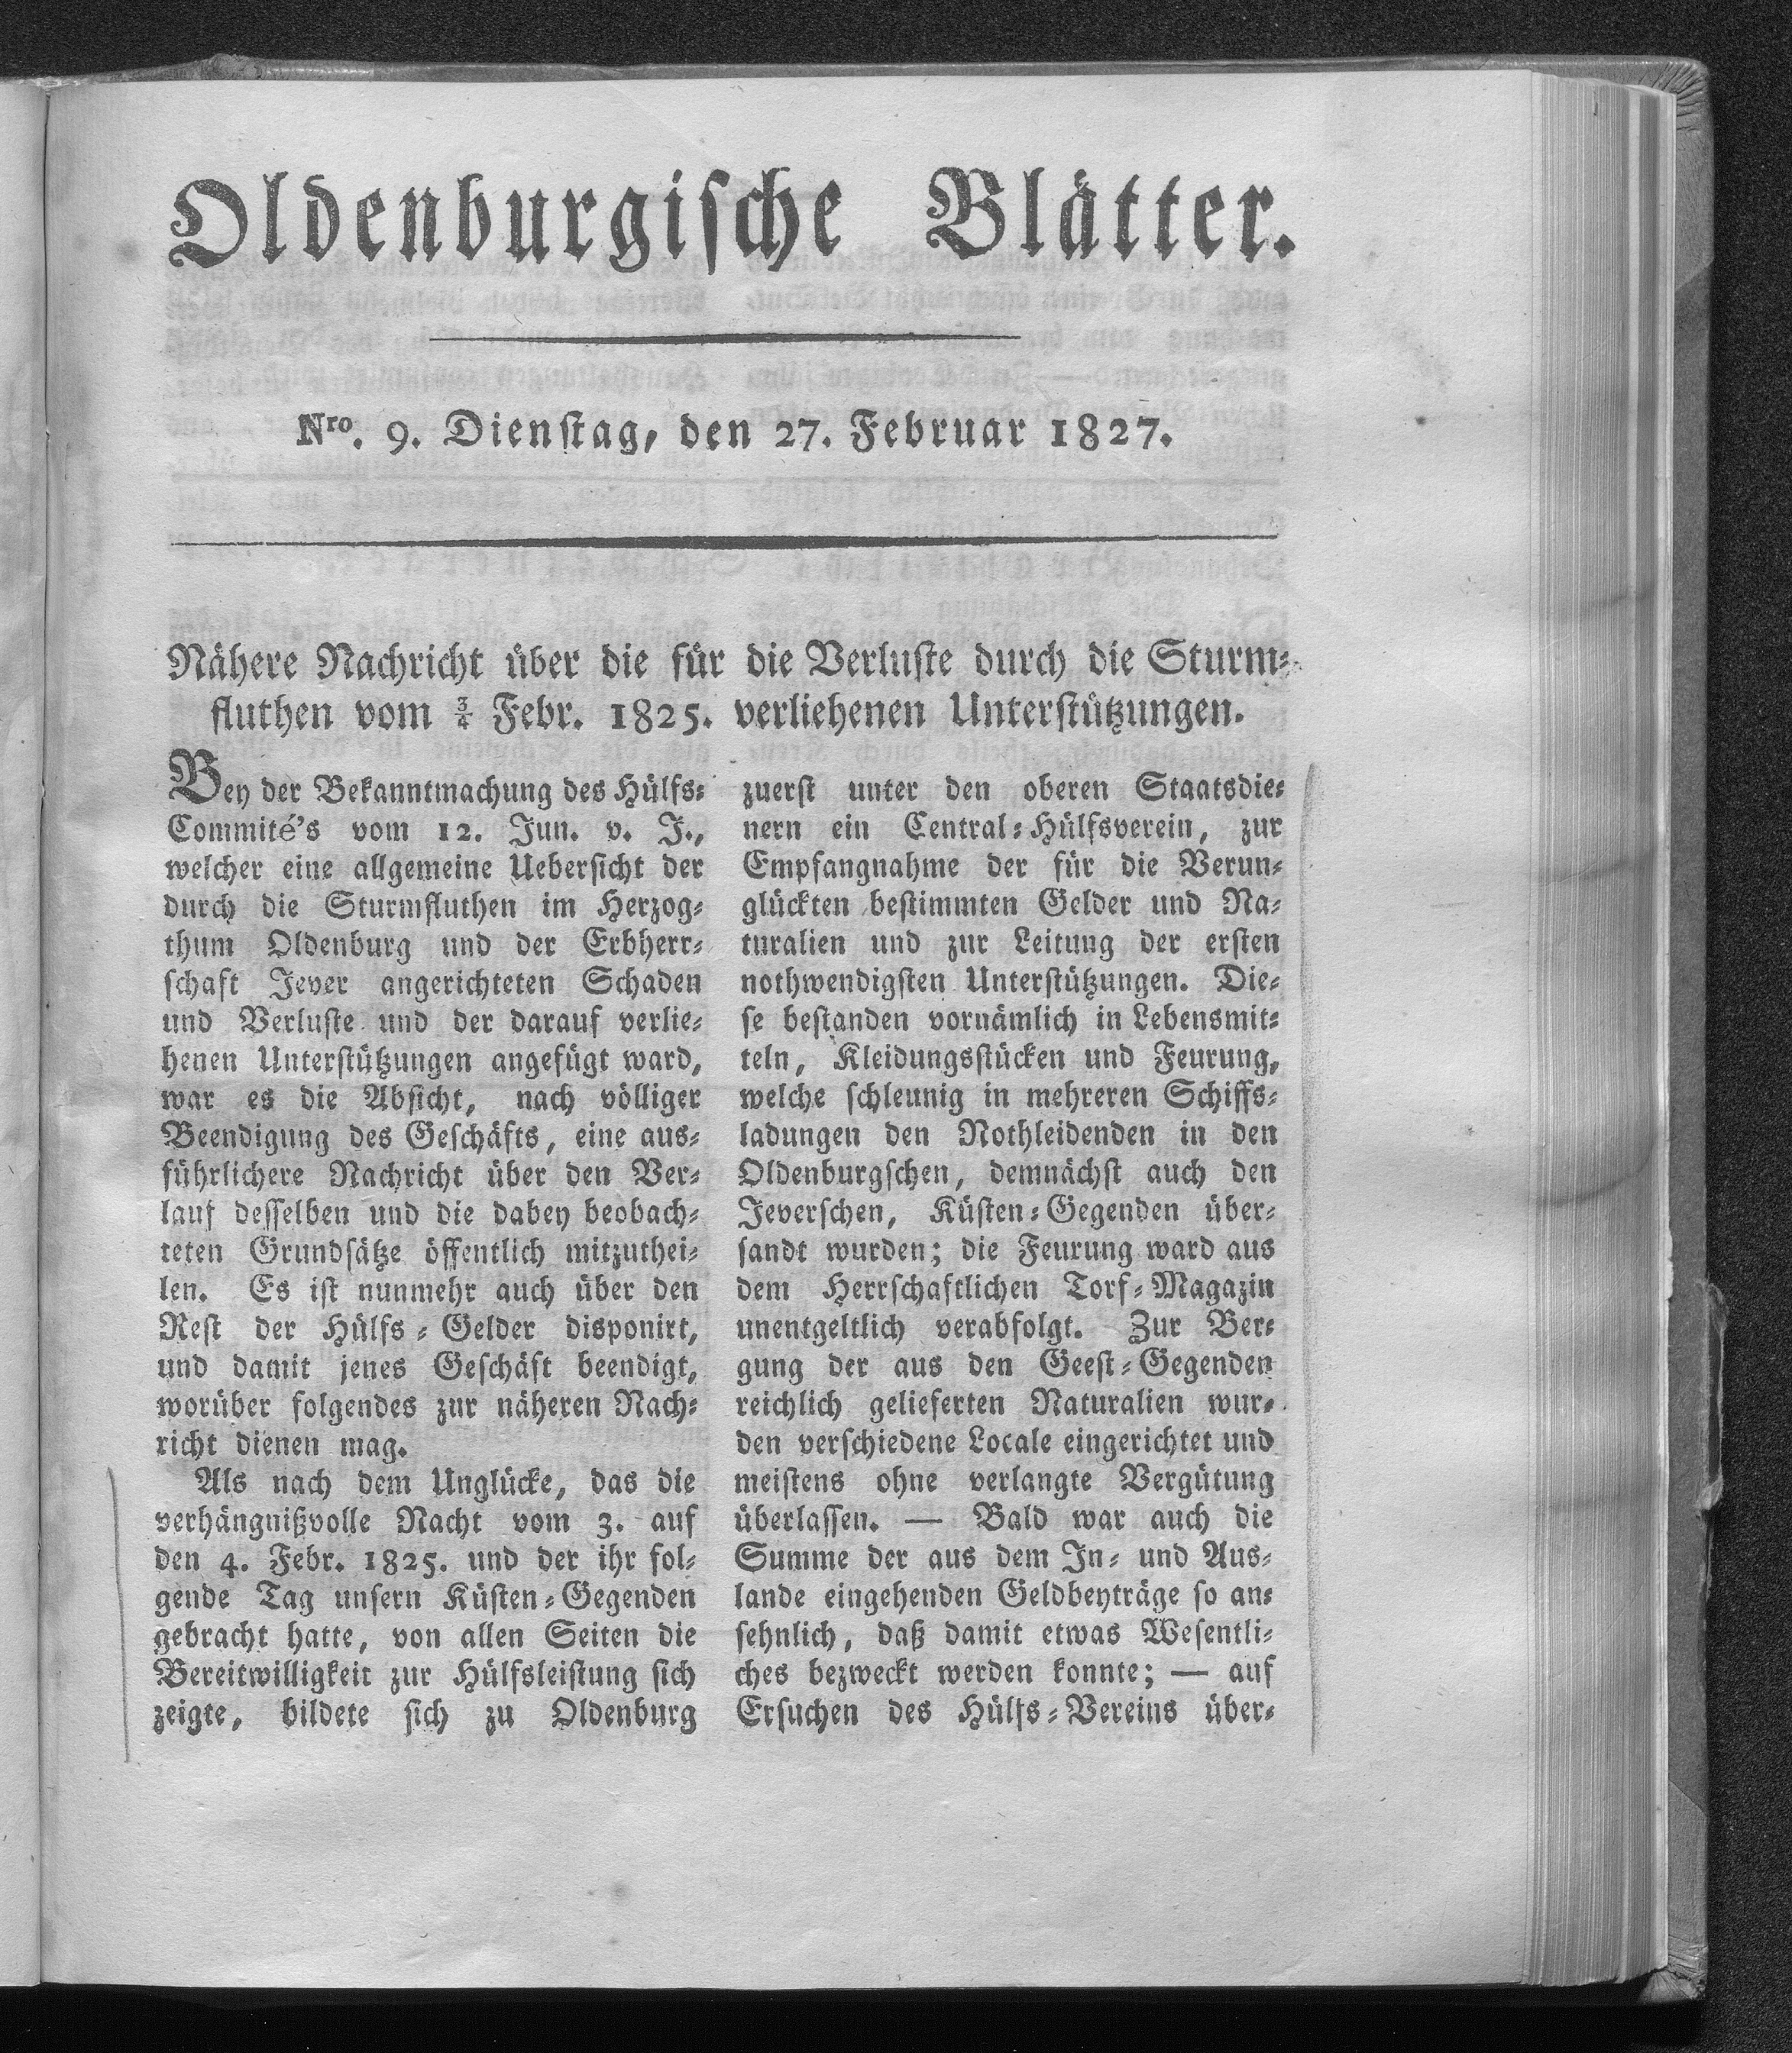 Oldenburgische Blätter.
Nro. 9. Dienstag, den 27. Februar 1827.
Nähere Nachricht über die für die Verluste durch die Sturm-
fluthen vom 3/4 Febr. 1825. verliehenen Unterstützungen.
Bey der Bekanntmachung des Hülfs-
Commité's vom 12. Jun. v. J.,
welcher eine allgemeine Uebersicht der
durch die Sturmfluthen im Herzog-
thum Oldenburg und der Erbherr-
schaft Jever angerichteten Schaden
und Verluste und der darauf verlie-
henen Unterstützungen angefügt ward,
war es die Absicht, nach völliger
Beendigung des Geschäfts, eine aus-
führlichere Nachricht über den Ver-
lauf desselben und die dabey beobach-
teten Grundsätze öffentlich mitzuthei-
len. Es ist nunmehr auch über den
Rest der Hülfs-Gelder disponirt,
und damit jenes Geschäft beendigt,
worüber folgendes zur näheren Nach-
richt dienen mag.
Als nach dem Unglücke, das die
verhängnißvolle Nacht vom 3. auf
den 4. Febr. 1825. und der ihr fol-
gende Tag unsern Küsten-Gegenden
gebracht hatte, von allen Seiten die
Bereitwilligkeit zur Hülfsleistung sich
zeigte, bildete sich zu Oldenburg
zuerst unter den oberen Staatsdie-
nern ein Central-Hülfsverein, zur
Empfangnahme der für die Verun-
glückten bestimmten Gelder und Na-
turalien und zur Leitung der ersten
nothwendigsten Unterstützungen. Die-
se bestanden vornämlich in Lebensmit-
teln, Kleidungsstücken und Feurung,
welche schleunig in mehreren Schiffs-
ladungen den Nothleidenden in den
Oldenburgschen, demnächst auch den
Jeverschen, Küsten-Gegenden über-
sandt wurden; die Feurung ward aus
dem Herrschaftlichen Torf-Magazin
unentgeltlich verabfolgt. Zur Ber-
gung der aus den Geest-Gegenden
reichlich gelieferten Naturalien wur-
den verschiedene Locale eingerichtet und
meistens ohne verlangte Vergütung
überlassen. — Bald war auch die
Summe der aus dem In- und Aus-
lande eingehenden Geldbeyträge so an-
sehnlich, daß damit etwas Wesentli-
ches bezweckt werden konnte; — auf
Ersuchen des Hülfs-Vereins über-